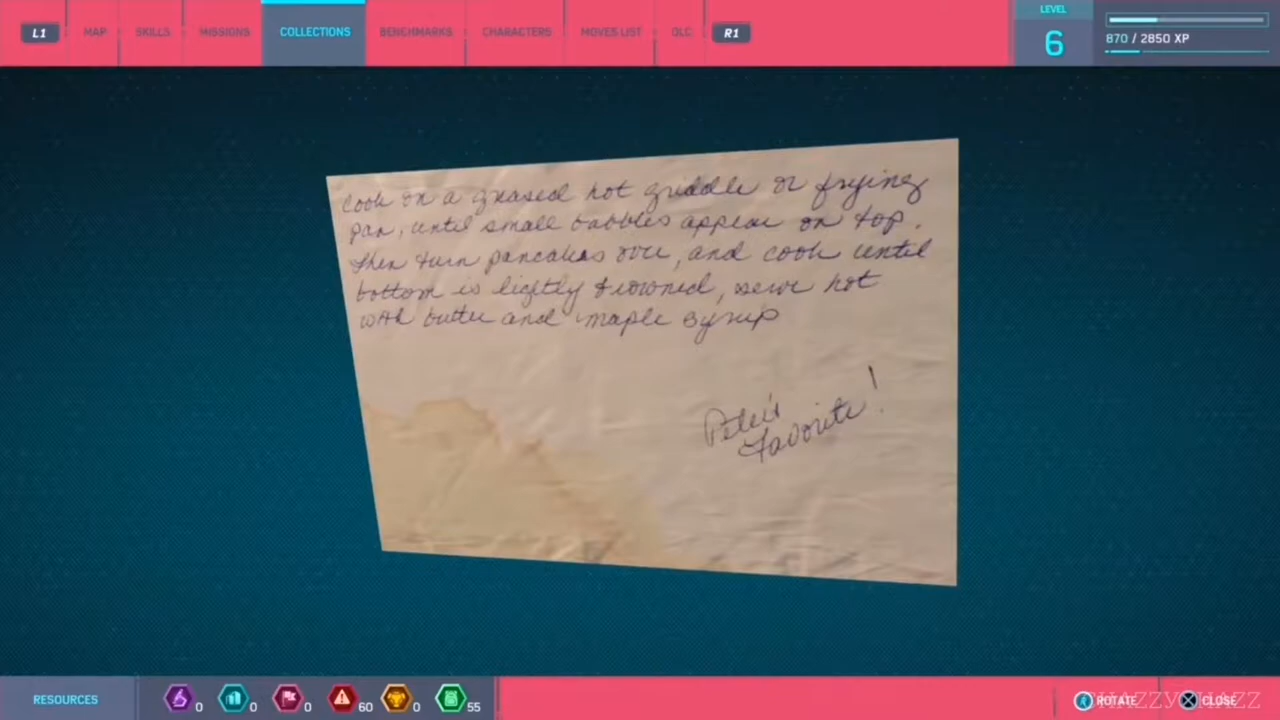 L1
MAP
SKILLS
MISSIONS
COLLECTIONS
BENCHMARKS
CHARACTERS
MOVES LIST
DLC
R1
LEVEL
6
870 / 2850 XP
Cook on a greased hot griddle or frying
pan, until small bubbles appear on top.
Then turn pancakes over, and cook until
bottom is lightly browned, serve hot
with butter and maple syrup
Pete's
Favorite!
RESOURCES
0
0
0
60
0
55
R ROTATE
CLOSE